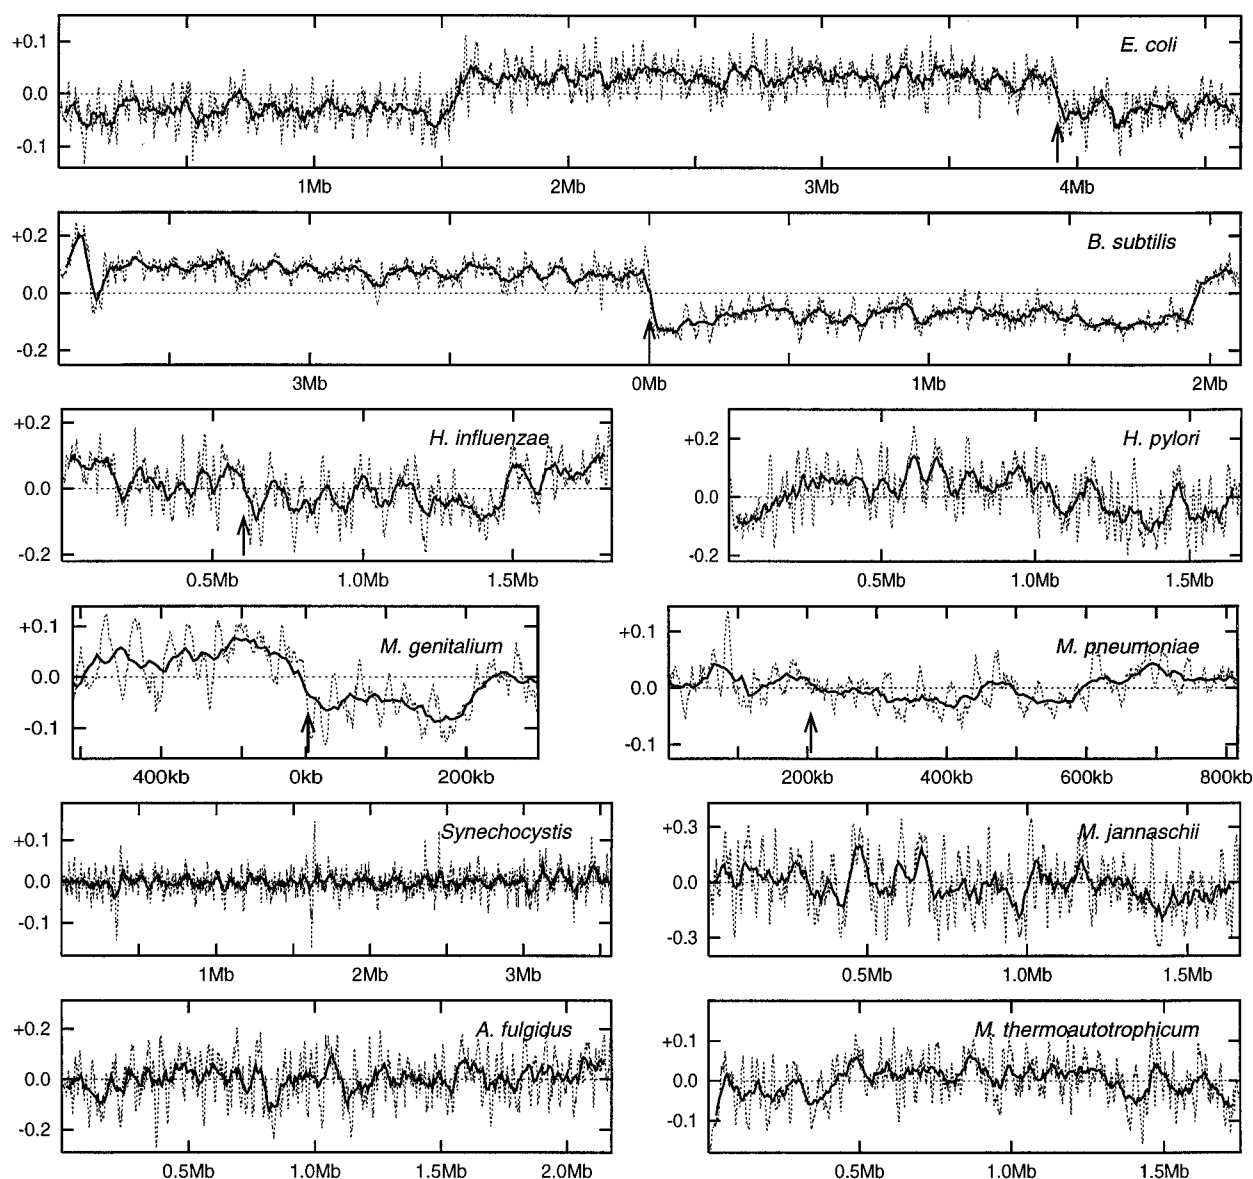 E. coli
+0.1
0.0
-0.1
1Mb 2Mb 3Mb 4Mb
B. subtilis
+0.2
0.0
-0.2
3Mb 0Mb 1Mb 2Mb
H. influenzae
+0.2
0.0
-0.2
0.5Mb 1.0Mb 1.5Mb
H. pylori
+0.2
0.0
-0.2
0.5Mb 1.0Mb 1.5Mb
M. genitalium
+0.1
0.0
-0.1
400kb 0kb 200kb
M. pneumoniae
+0.1
0.0
-0.1
200kb 400kb 600kb 800kb
Synechocystis
+0.1
0.0
-0.1
1Mb 2Mb 3Mb
M. jannaschii
+0.3
0.0
-0.3
0.5Mb 1.0Mb 1.5Mb
A. fulgidus
+0.2
0.0
-0.2
0.5Mb 1.0Mb 1.5Mb 2.0Mb
M. thermoautotrophicum
+0.1
0.0
-0.1
0.5Mb 1.0Mb 1.5Mb